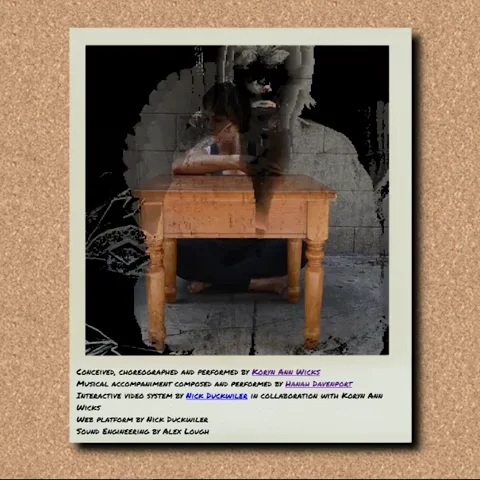 Conceived, choreographed and performed by Koryn Ann Wicks
Musical accompaniment composed and performed by Hanah Davenport
Interactive video system by Nick Duckwiler in collaboration with Koryn Ann
Wicks
Web platform by Nick Duckwiler
Sound Engineering by Alex Lough